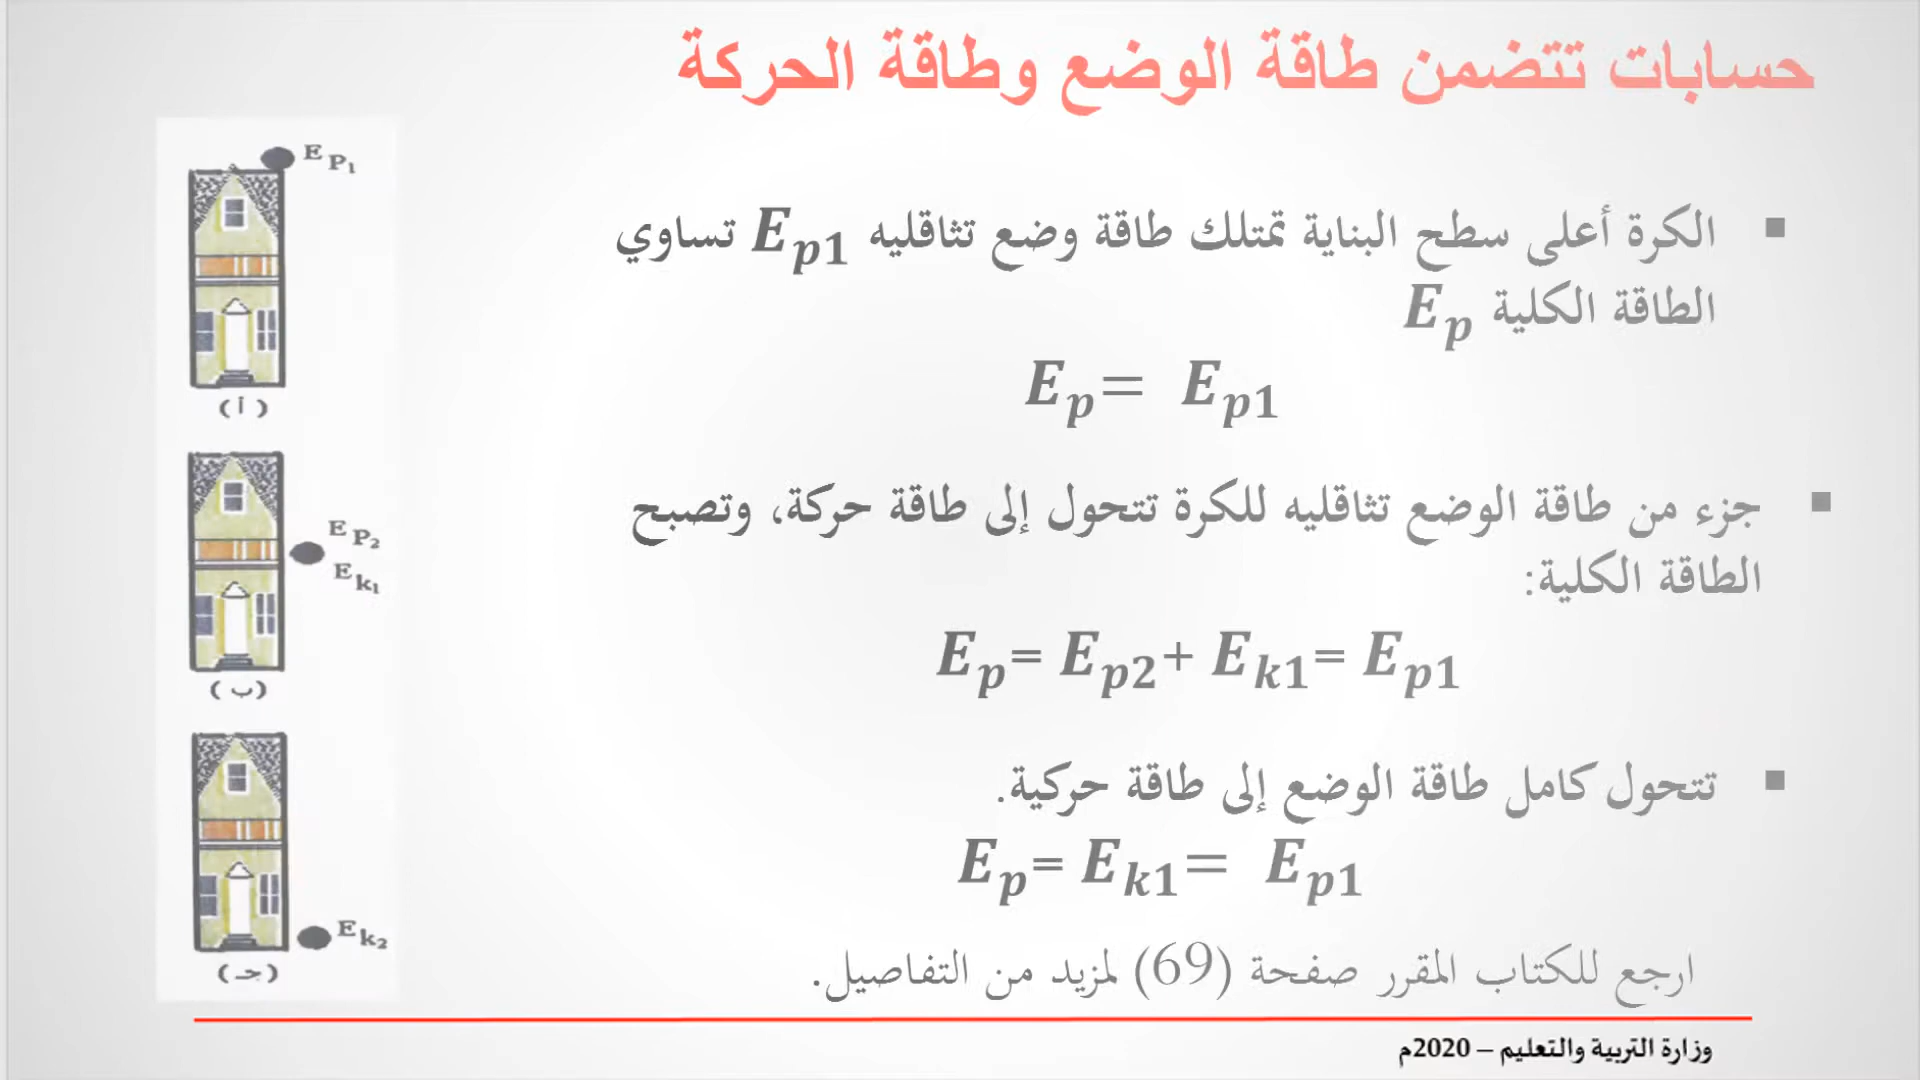 حسابات تتضمن طاقة الوضع وطاقة الحركة
الكرة أعلى سطح البناية تمتلك طاقة وضع تثاقليه Ep1 تساوي
الطاقة الكلية Ep
Ep= Ep1
جزء من طاقة الوضع تثاقليه للكرة تتحول إلى طاقة حركة، وتصبح
الطاقة الكلية:
Ep= Ep2+ Ek1= Ep1
تتحول كامل طاقة الوضع إلى طاقة حركية.
Ep= Ek1= Ep1
ارجع للكتاب المقرر صفحة (69) لمزيد من التفاصيل.
EP1
( أ )
EP2
Ek1
( ب )
Ek2
( جـ )
وزارة التربية والتعليم – 2020م